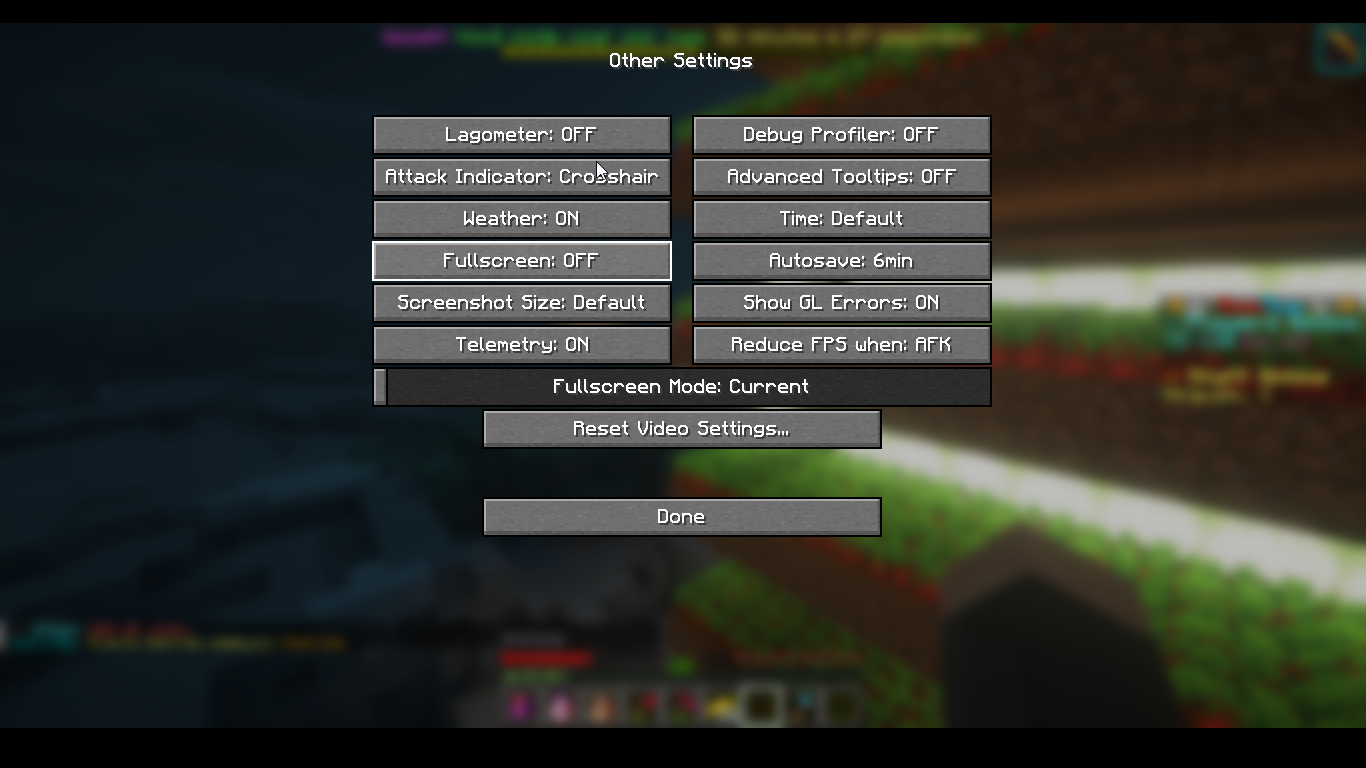 Other Settings
Lagometer: OFF
Debug Profiler: OFF
Attack Indicator: Crosshair
Advanced Tooltips: OFF
Weather: ON
Time: Default
Fullscreen: OFF
Autosave: 6min
Screenshot Size: Default
Show GL Errors: ON
Telemetry: ON
Reduce FPS when: AFK
Fullscreen Mode: Current
Reset Video Settings...
Done